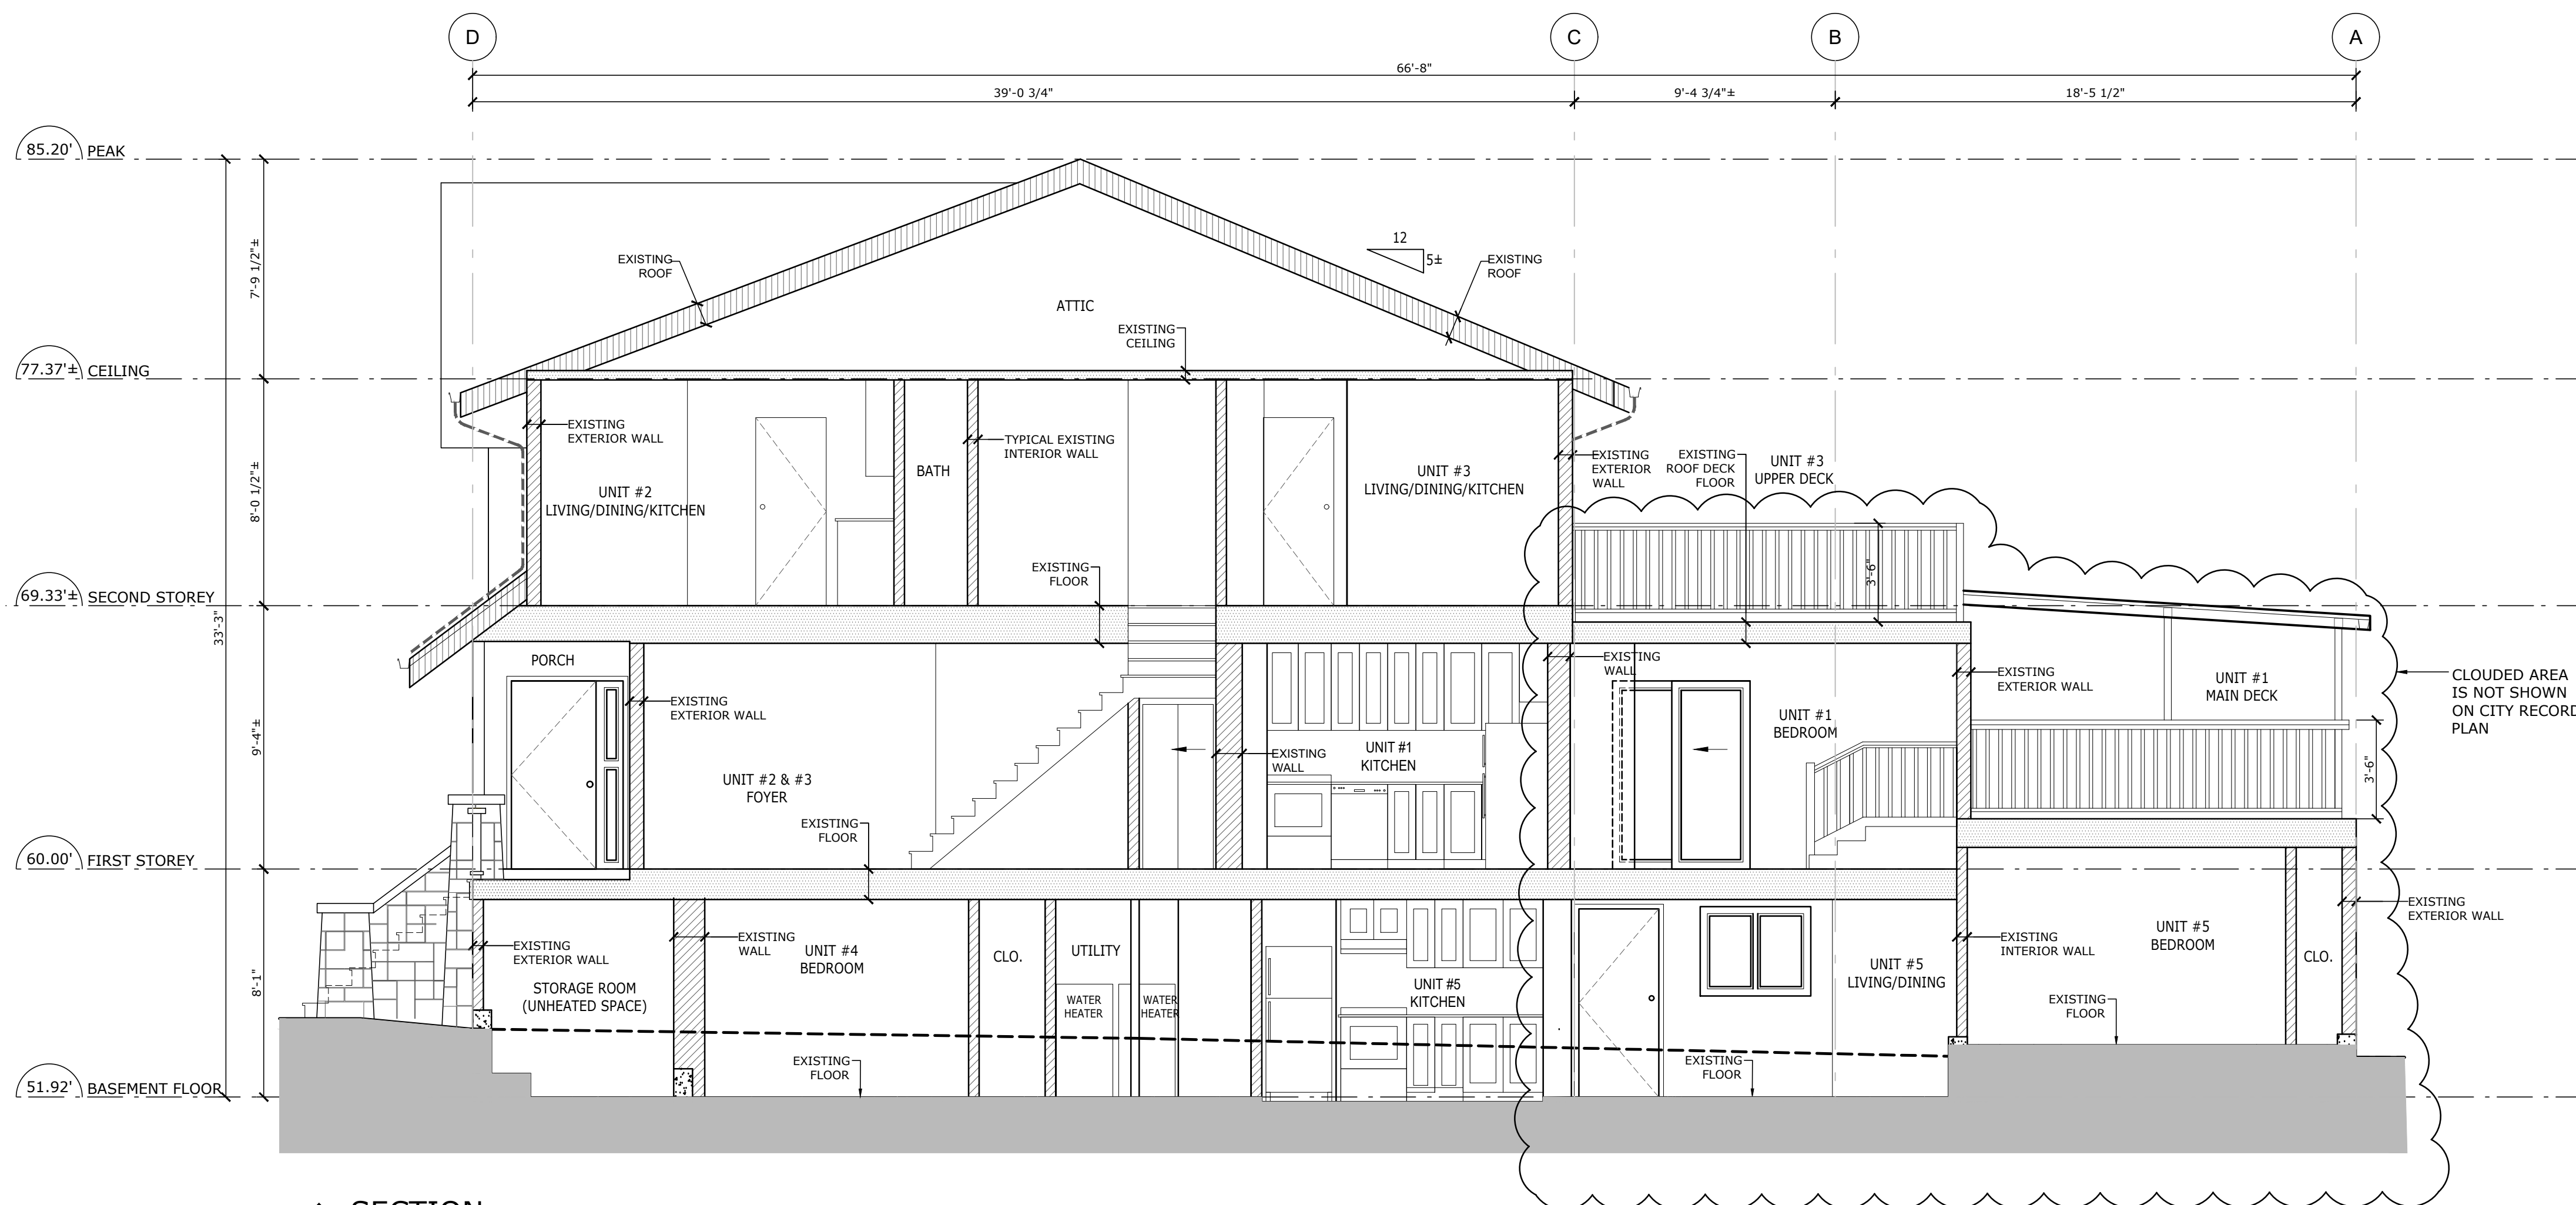 D
C
B
A
66'-8"
39'-0 3/4"
9'-4 3/4"±
18'-5 1/2"
85.20' PEAK
7'-9 1/2"±
12
5±
EXISTING
ROOF
EXISTING
ROOF
ATTIC
EXISTING
CEILING
77.37'± CEILING
8'-0 1/2"±
EXISTING
EXTERIOR WALL
UNIT #2
LIVING/DINING/KITCHEN
BATH
TYPICAL EXISTING
INTERIOR WALL
UNIT #3
LIVING/DINING/KITCHEN
EXISTING
EXTERIOR
WALL
EXISTING
ROOF DECK
FLOOR
UNIT #3
UPPER DECK
EXISTING
FLOOR
3'-6"
69.33'± SECOND STOREY
33'-3"
9'-4"±
PORCH
EXISTING
EXTERIOR WALL
UNIT #2 & #3
FOYER
EXISTING
FLOOR
EXISTING
WALL
UNIT #1
KITCHEN
EXISTING
WALL
UNIT #1
BEDROOM
EXISTING
EXTERIOR WALL
UNIT #1
MAIN DECK
3'-6"
CLOUDED AREA
IS NOT SHOWN
ON CITY RECORD
PLAN
60.00' FIRST STOREY
8'-1"
EXISTING
EXTERIOR WALL
STORAGE ROOM
(UNHEATED SPACE)
EXISTING
WALL
UNIT #4
BEDROOM
EXISTING
FLOOR
CLO.
UTILITY
WATER
HEATER
WATER
HEATER
UNIT #5
KITCHEN
EXISTING
FLOOR
UNIT #5
LIVING/DINING
EXISTING
INTERIOR WALL
UNIT #5
BEDROOM
EXISTING
FLOOR
CLO.
EXISTING
EXTERIOR WALL
51.92' BASEMENT FLOOR
SECTION